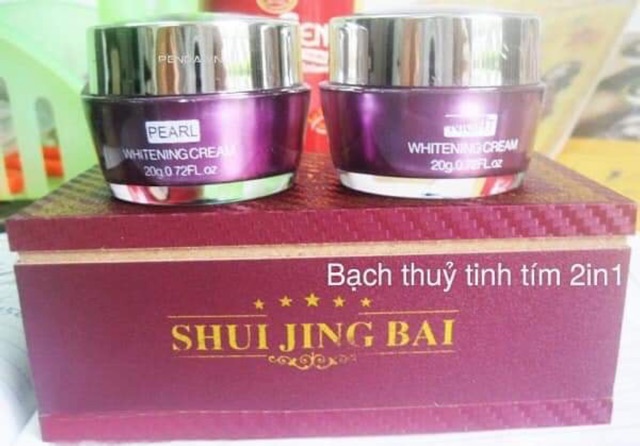 PEARL
WHITENING CREAM
20g.0.72FL.oz
WHITENING CREAM
20g.0.72FL.oz
Bạch thuỷ tinh tím 2in1
SHUI JING BAI